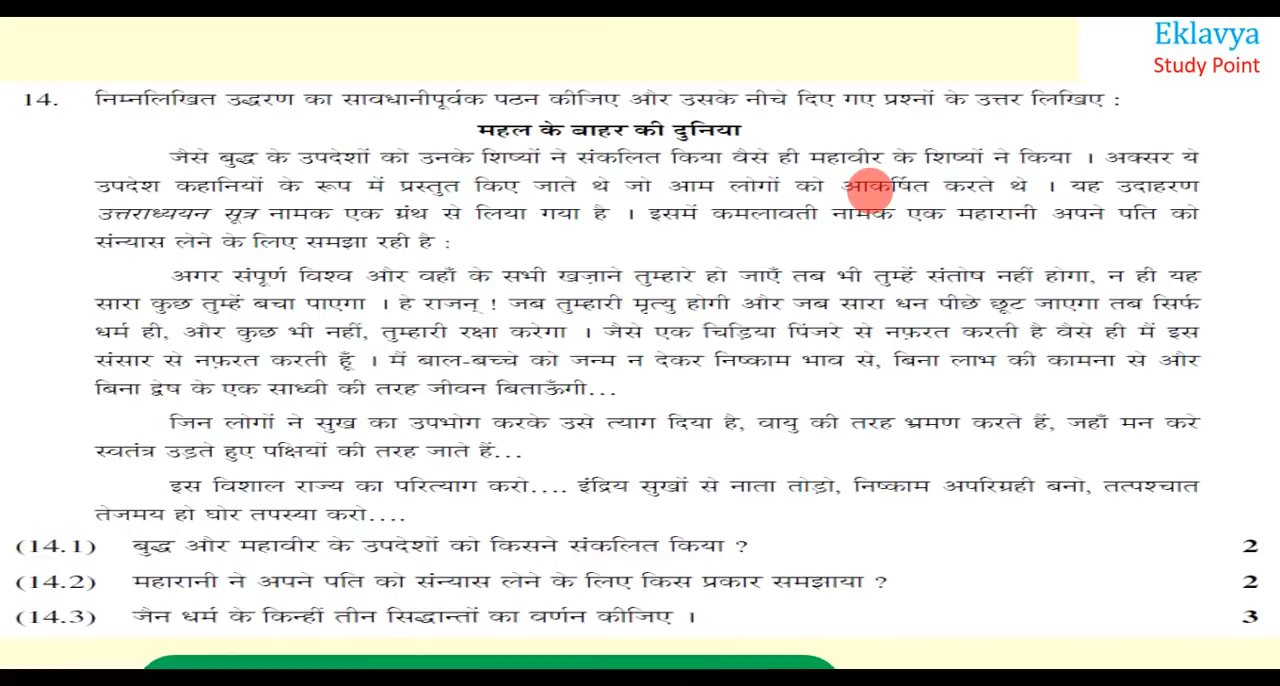 Eklavya
Study Point
14. निम्नलिखित उद्धरण का सावधानीपूर्वक पठन कीजिए और उसके नीचे दिए गए प्रश्नों के उत्तर लिखिए :
महल के बाहर की दुनिया
जैसे बुद्ध के उपदेशों को उनके शिष्यों ने संकलित किया वैसे ही महावीर के शिष्यों ने किया । अक्सर ये
उपदेश कहानियों के रूप में प्रस्तुत किए जाते थे जो आम लोगों को आकर्षित करते थे । यह उदाहरण
उत्तराध्ययन सूत्र नामक एक ग्रंथ से लिया गया है । इसमें कमलावती नामक एक महारानी अपने पति को
संन्यास लेने के लिए समझा रही है :
अगर संपूर्ण विश्व और वहाँ के सभी खज़ाने तुम्हारे हो जाएँ तब भी तुम्हें संतोष नहीं होगा, न ही यह
सारा कुछ तुम्हें बचा पाएगा । हे राजन् ! जब तुम्हारी मृत्यु होगी और जब सारा धन पीछे छूट जाएगा तब सिर्फ
धर्म ही, और कुछ भी नहीं, तुम्हारी रक्षा करेगा । जैसे एक चिड़िया पिंजरे से नफ़रत करती है वैसे ही मैं इस
संसार से नफ़रत करती हूँ । मैं बाल-बच्चे को जन्म न देकर निष्काम भाव से, बिना लाभ की कामना से और
बिना द्वेष के एक साध्वी की तरह जीवन बिताऊँगी...
जिन लोगों ने सुख का उपभोग करके उसे त्याग दिया है, वायु की तरह भ्रमण करते हैं, जहाँ मन करे
स्वतंत्र उड़ते हुए पक्षियों की तरह जाते हैं...
इस विशाल राज्य का परित्याग करो.... इंद्रिय सुखों से नाता तोड़ो, निष्काम अपरिग्रही बनो, तत्पश्चात
तेजमय हो घोर तपस्या करो....
(14.1) बुद्ध और महावीर के उपदेशों को किसने संकलित किया ? 2
(14.2) महारानी ने अपने पति को संन्यास लेने के लिए किस प्रकार समझाया ? 2
(14.3) जैन धर्म के किन्हीं तीन सिद्धान्तों का वर्णन कीजिए । 3